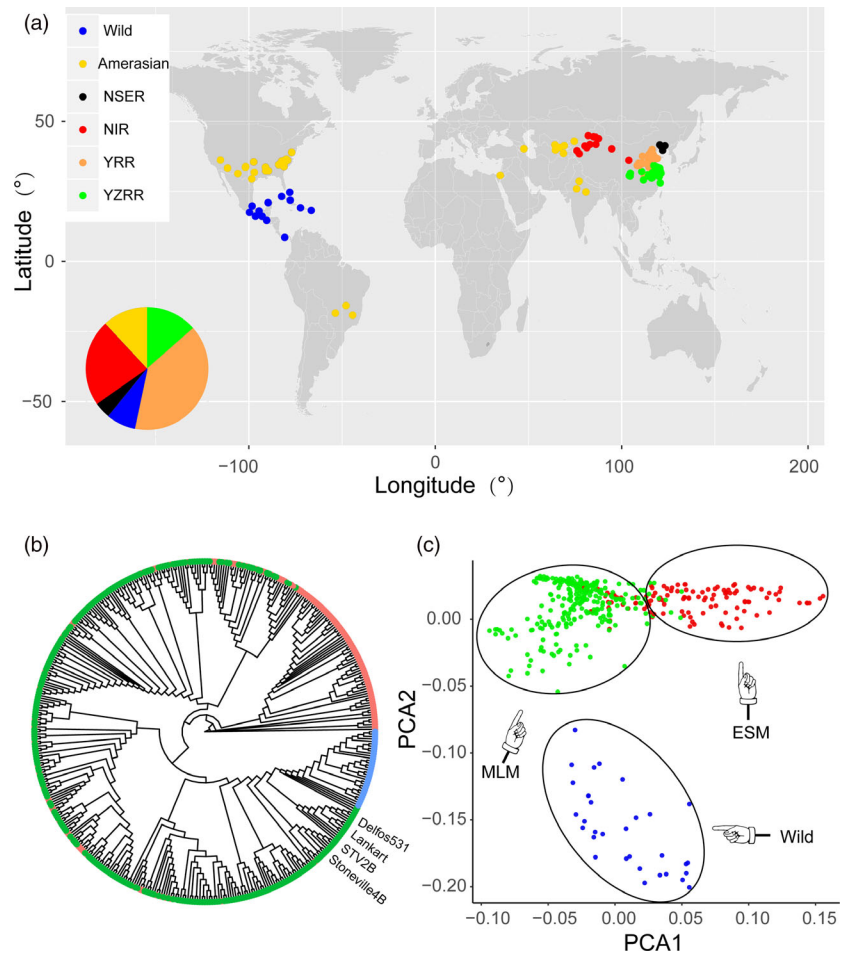 (a)
Wild
Amerasian
NSER
NIR
YRR
YZRR
Latitude (°)
50
0
−50
−100
0
100
200
Longitude (°)
(b)
Delfos531
Lankart
STV2B
Stoneville4B
(c)
PCA2
0.00
−0.05
−0.10
−0.15
−0.20
MLM
ESM
Wild
−0.10
−0.05
0.00
0.05
0.10
0.15
PCA1